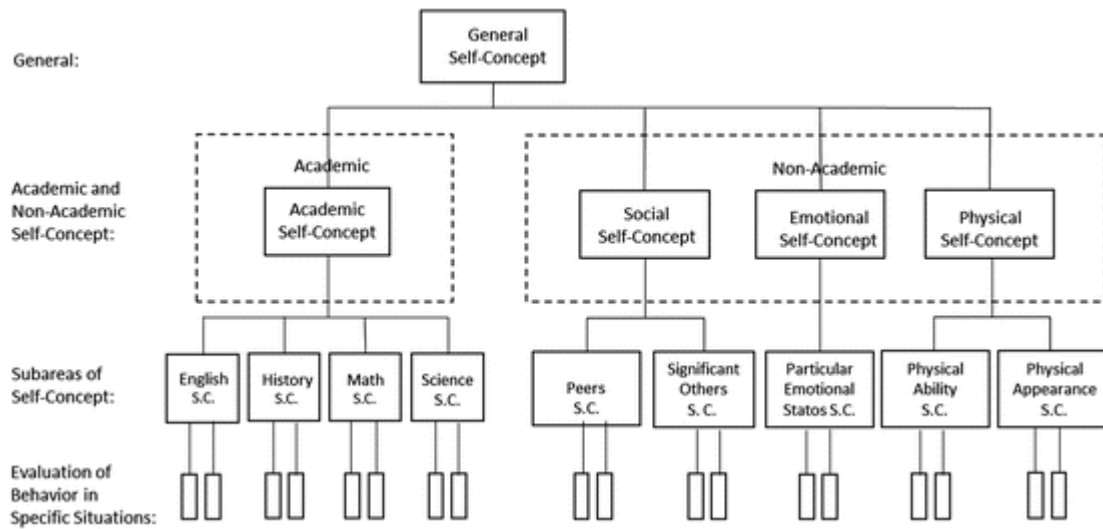 General:
General
Self-Concept
Academic and
Non-Academic
Self-Concept:
Academic
Academic
Self-Concept
Non-Academic
Social
Self-Concept
Emotional
Self-Concept
Physical
Self-Concept
Subareas of
Self-Concept:
English
S.C.
History
S.C.
Math
S.C.
Science
S.C.
Peers
S.C.
Significant
Others
S.C.
Particular
Emotional
Statos S.C.
Physical
Ability
S.C.
Physical
Appearance
S.C.
Evaluation of
Behavior in
Specific Situations: